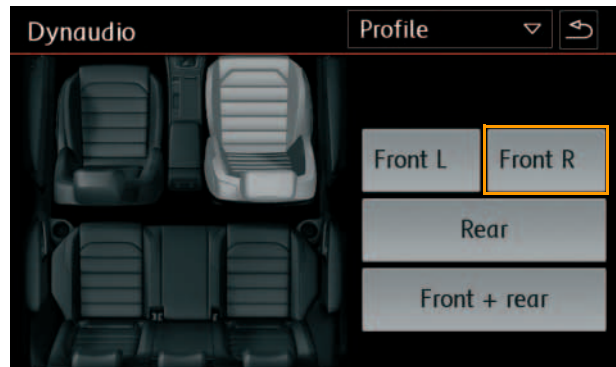 Dynaudio
Profile
Front L
Front R
Rear
Front + rear